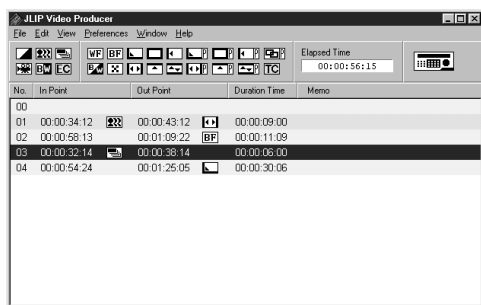 JLIP Video Producer
File Edit View Preferences Window Help
WF BF P P P P
BW EC B/W P P TC
Elapsed Time
00:00:56:15
No. In Point Out Point Duration Time Memo
00
01 00:00:34:12 00:00:43:12 00:00:09:00
02 00:00:58:13 00:01:09:22 BF 00:00:11:09
03 00:00:32:14 00:00:38:14 00:00:06:00
04 00:00:54:24 00:01:25:05 00:00:30:06